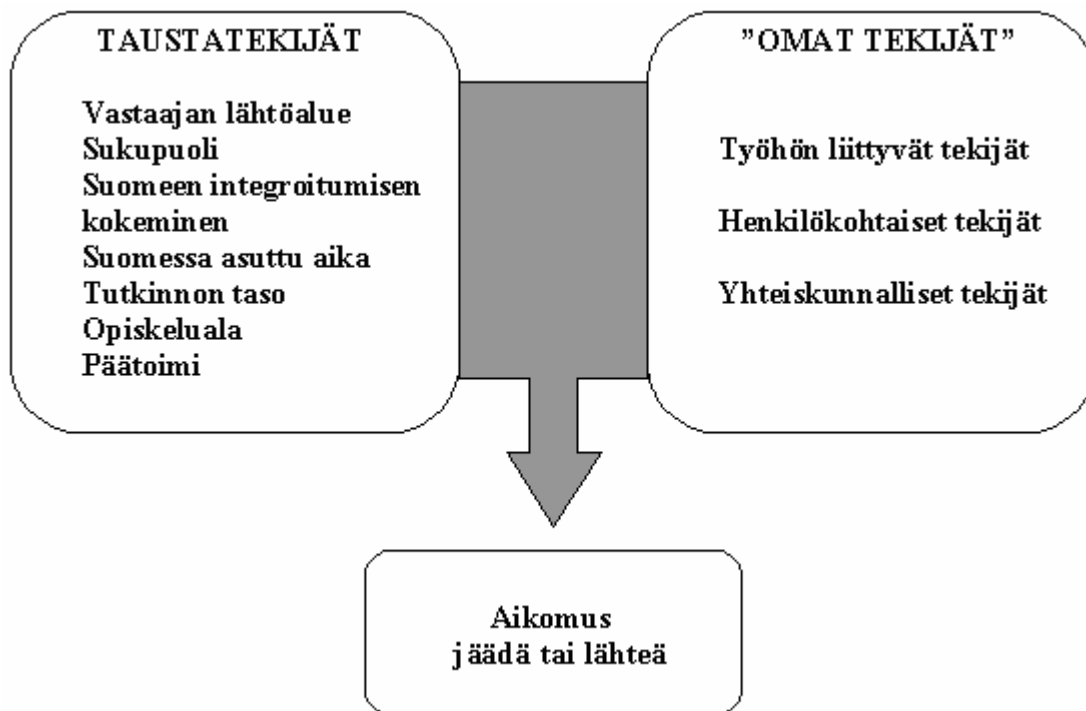 TAUSTATEKIJÄT
Vastaajan lähtöalue
Sukupuoli
Suomeen integroitumisen
kokeminen
Suomessa asuttu aika
Tutkinnon taso
Opiskeluala
Päätoimi
”OMAT TEKIJÄT”
Työhön liittyvät tekijät
Henkilökohtaiset tekijät
Yhteiskunnalliset tekijät
Aikomus
jäädä tai lähteä